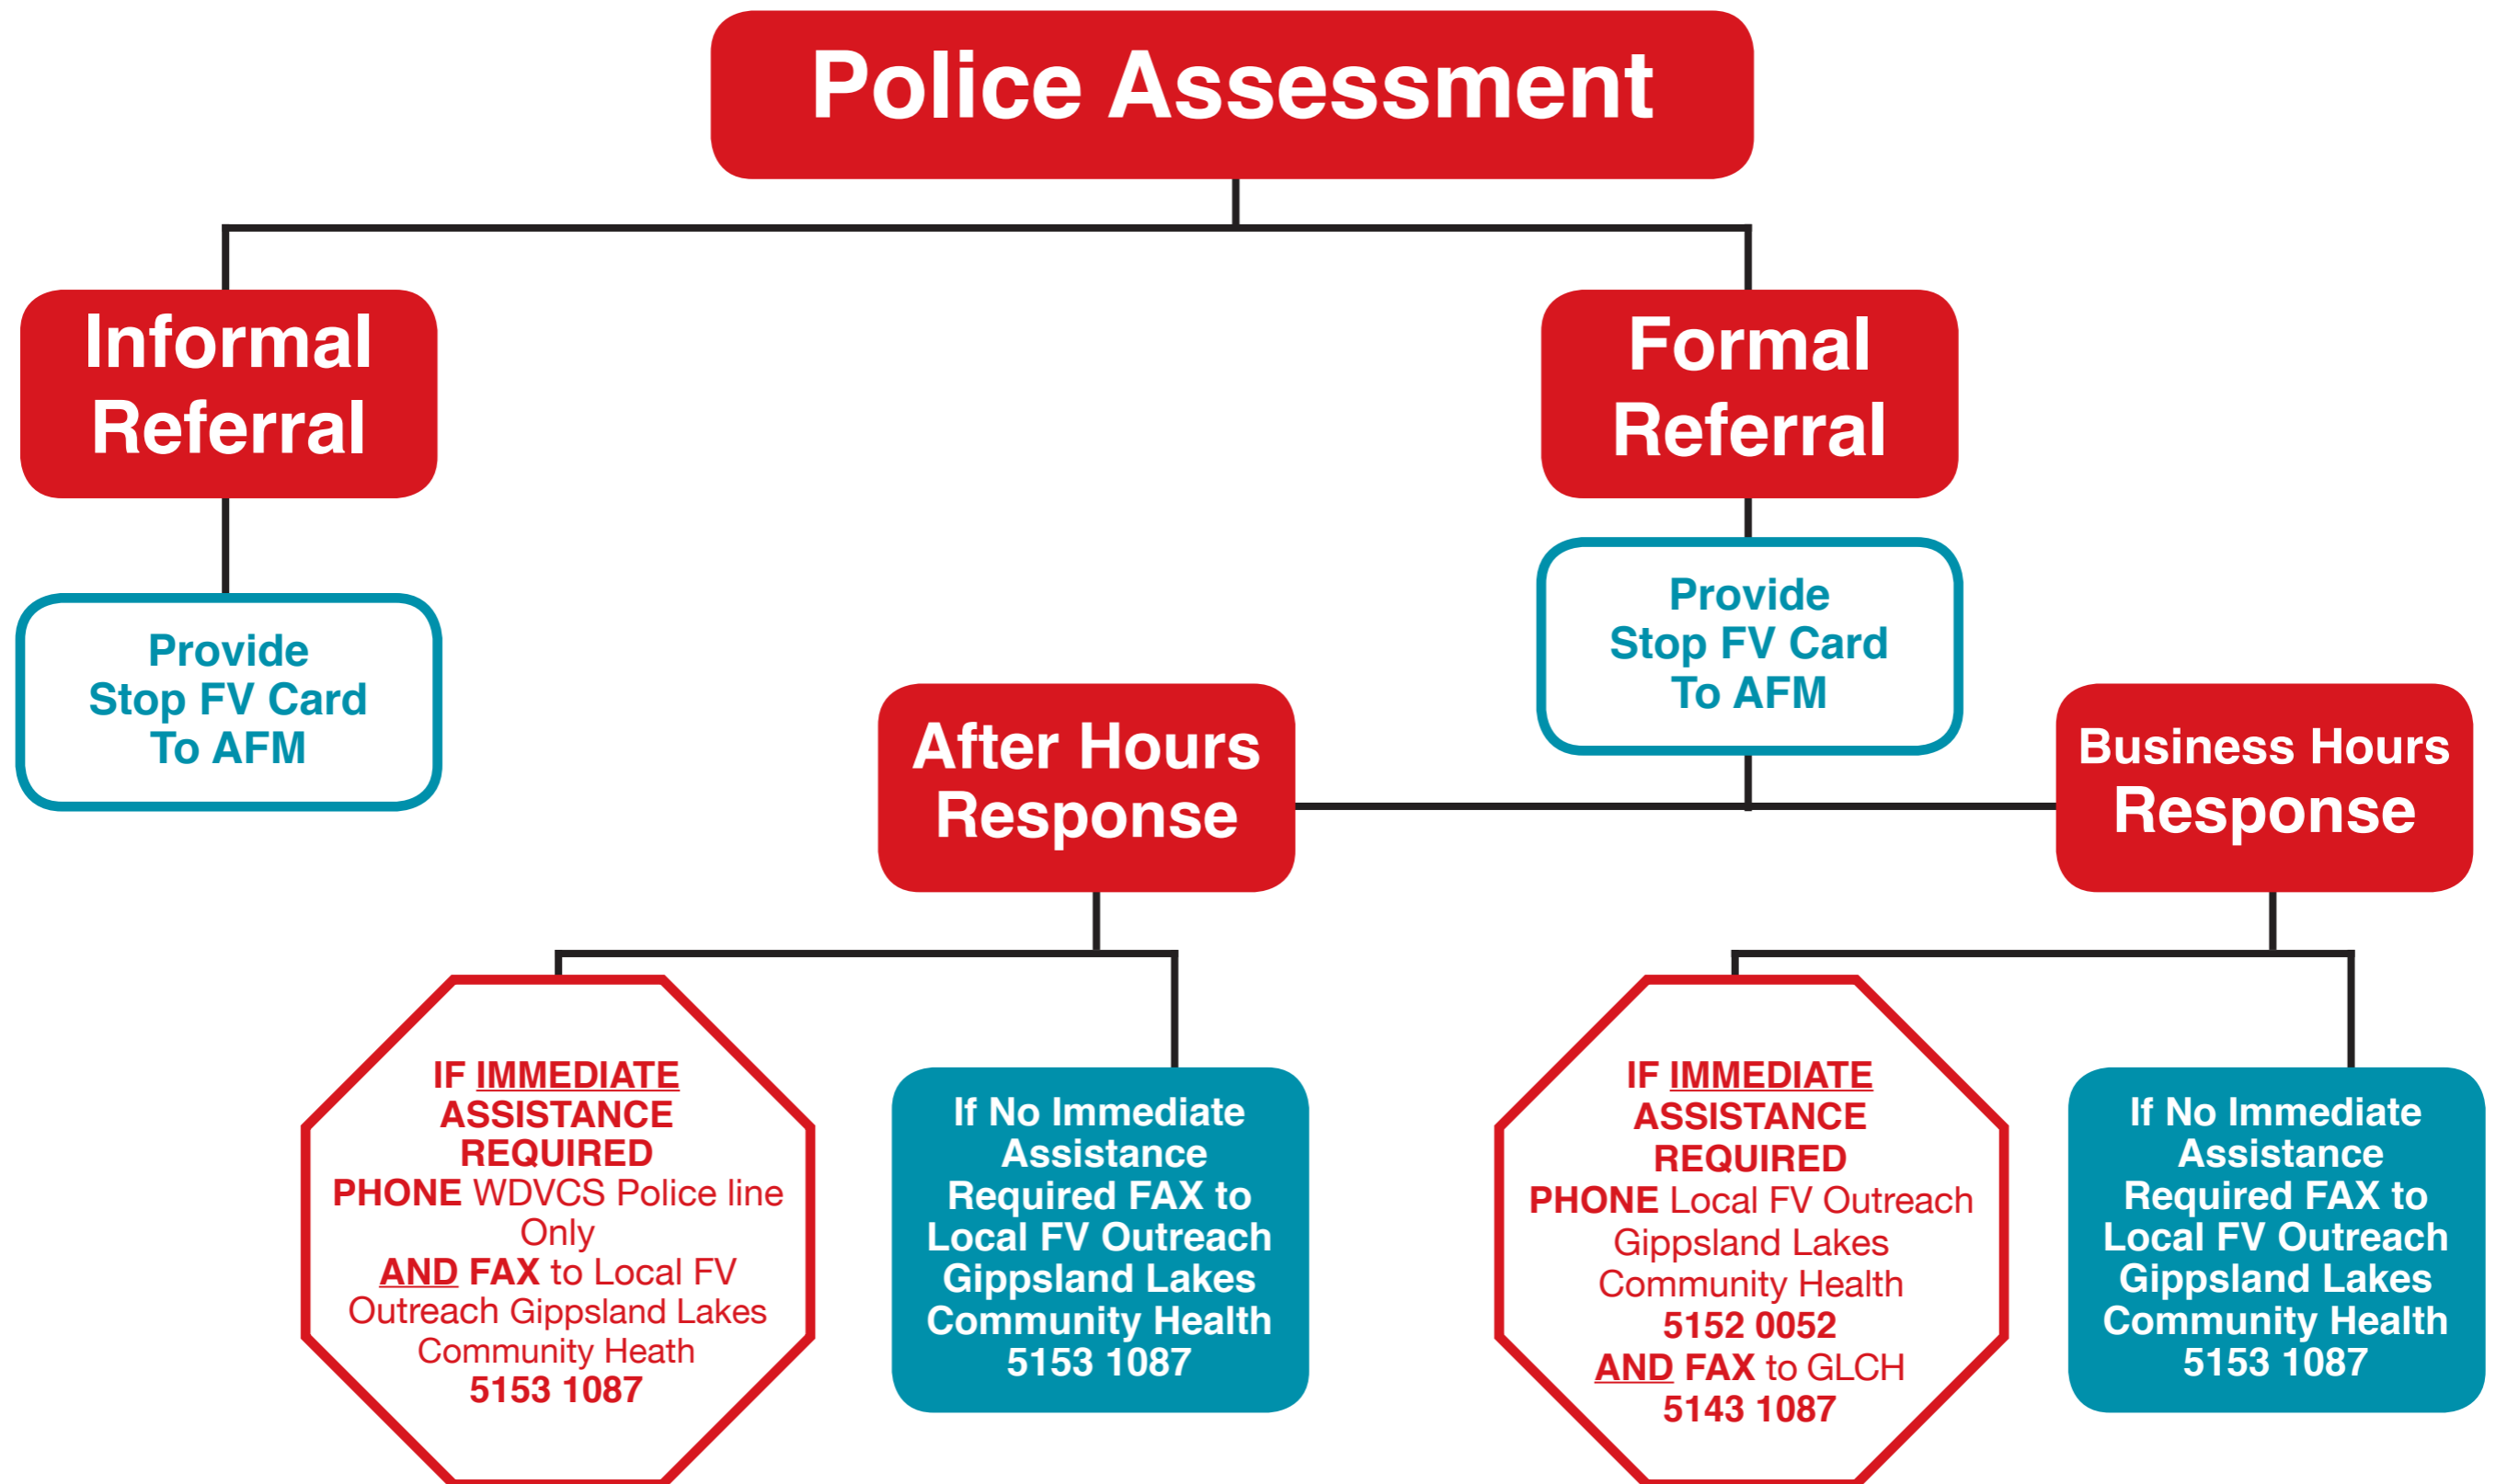 Police Assessment
Informal
Referral
Formal
Referral
Provide
Stop FV Card
To AFM
Provide
Stop FV Card
To AFM
After Hours
Response
Business Hours
Response
IF IMMEDIATE
ASSISTANCE
REQUIRED
PHONE WDVCS Police line
Only
AND FAX to Local FV
Outreach Gippsland Lakes
Community Heath
5153 1087
If No Immediate
Assistance
Required FAX to
Local FV Outreach
Gippsland Lakes
Community Health
5153 1087
IF IMMEDIATE
ASSISTANCE
REQUIRED
PHONE Local FV Outreach
Gippsland Lakes
Community Health
5152 0052
AND FAX to GLCH
5143 1087
If No Immediate
Assistance
Required FAX to
Local FV Outreach
Gippsland Lakes
Community Health
5153 1087